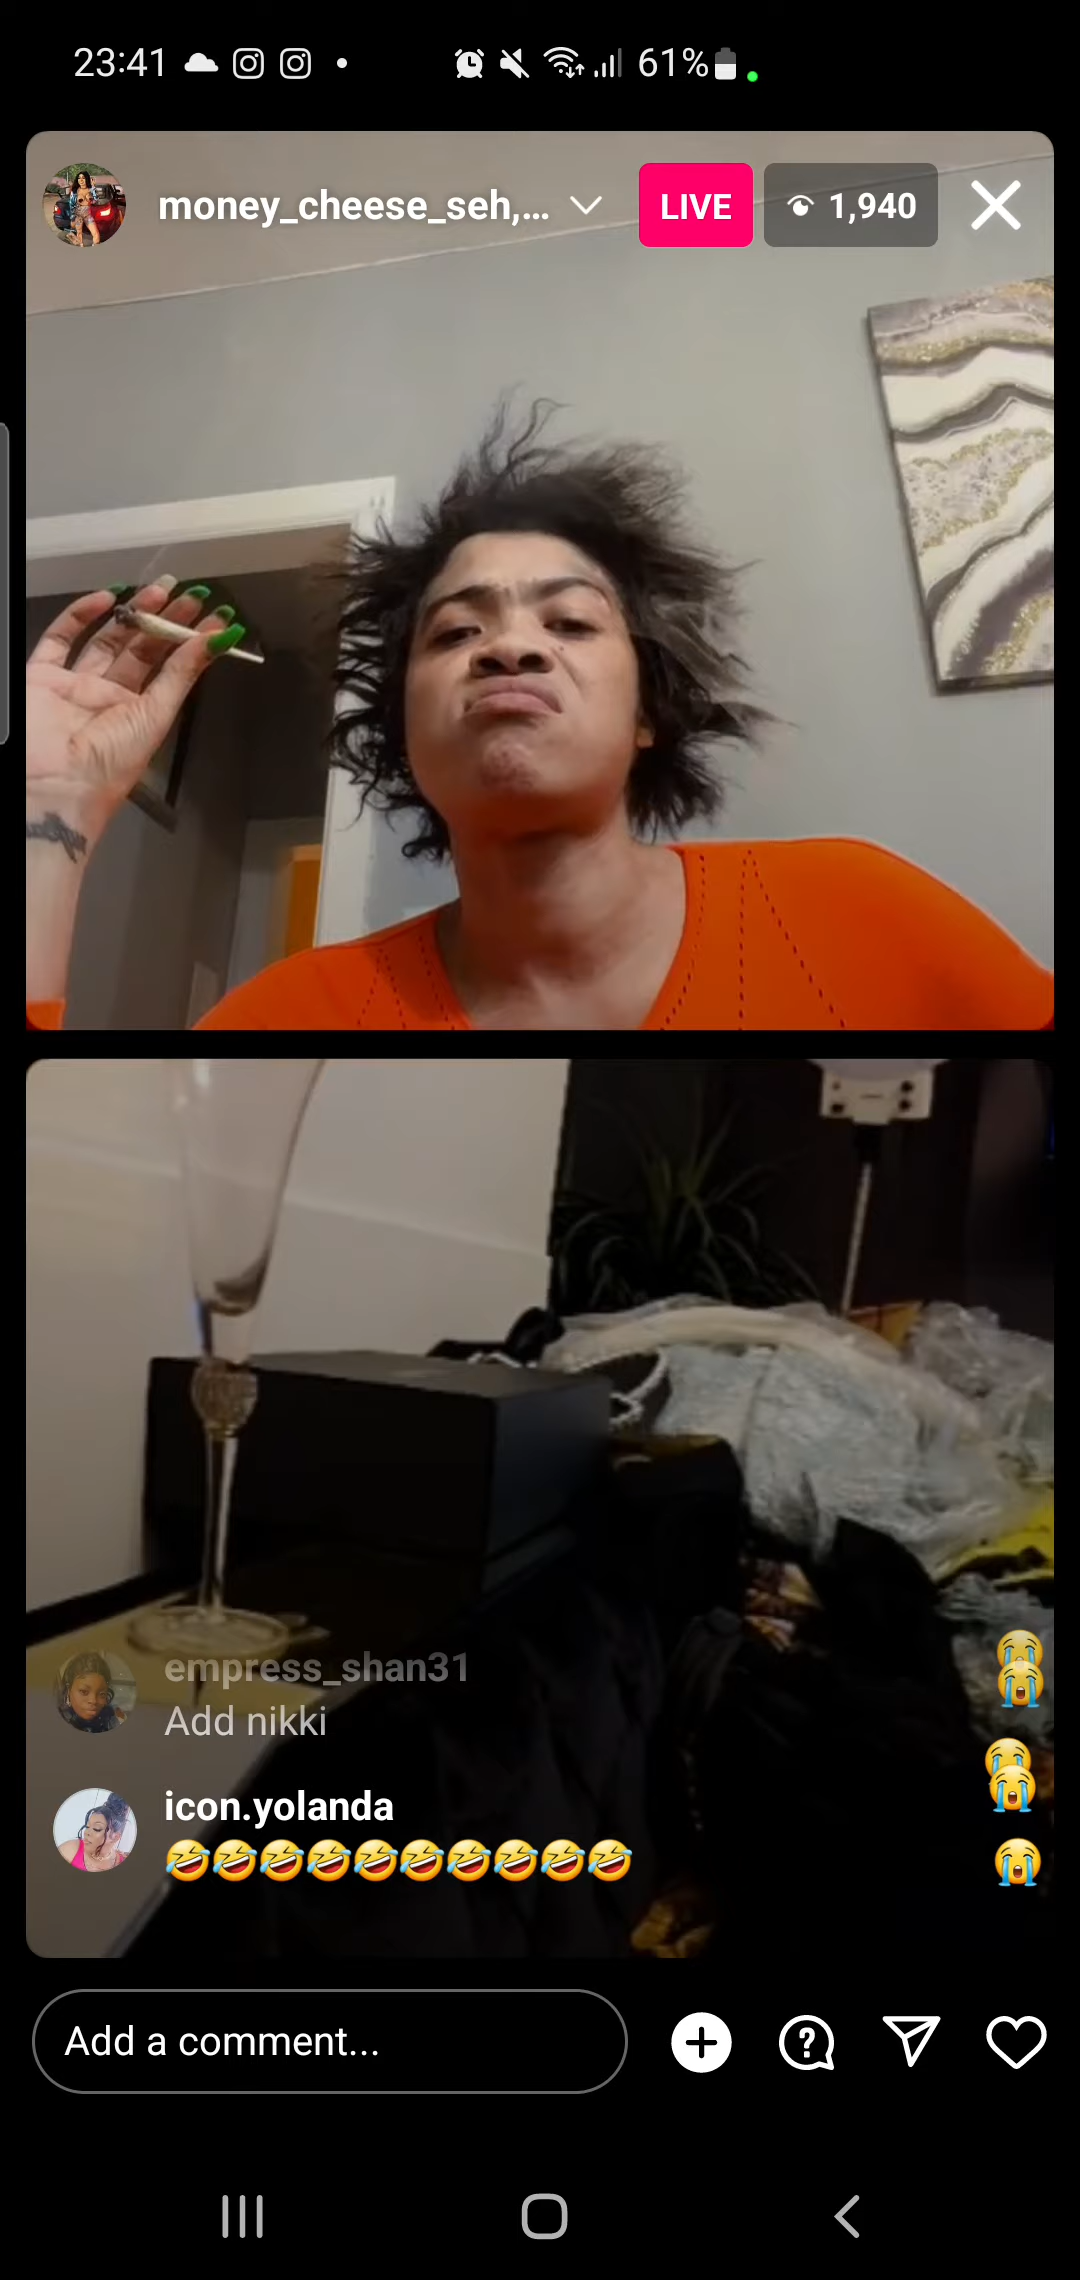 23:41
61%
money_cheese_seh,...
LIVE
1,940
empress_shan31
Add nikki
icon.yolanda
🤣🤣🤣🤣🤣🤣🤣🤣🤣🤣
Add a comment...